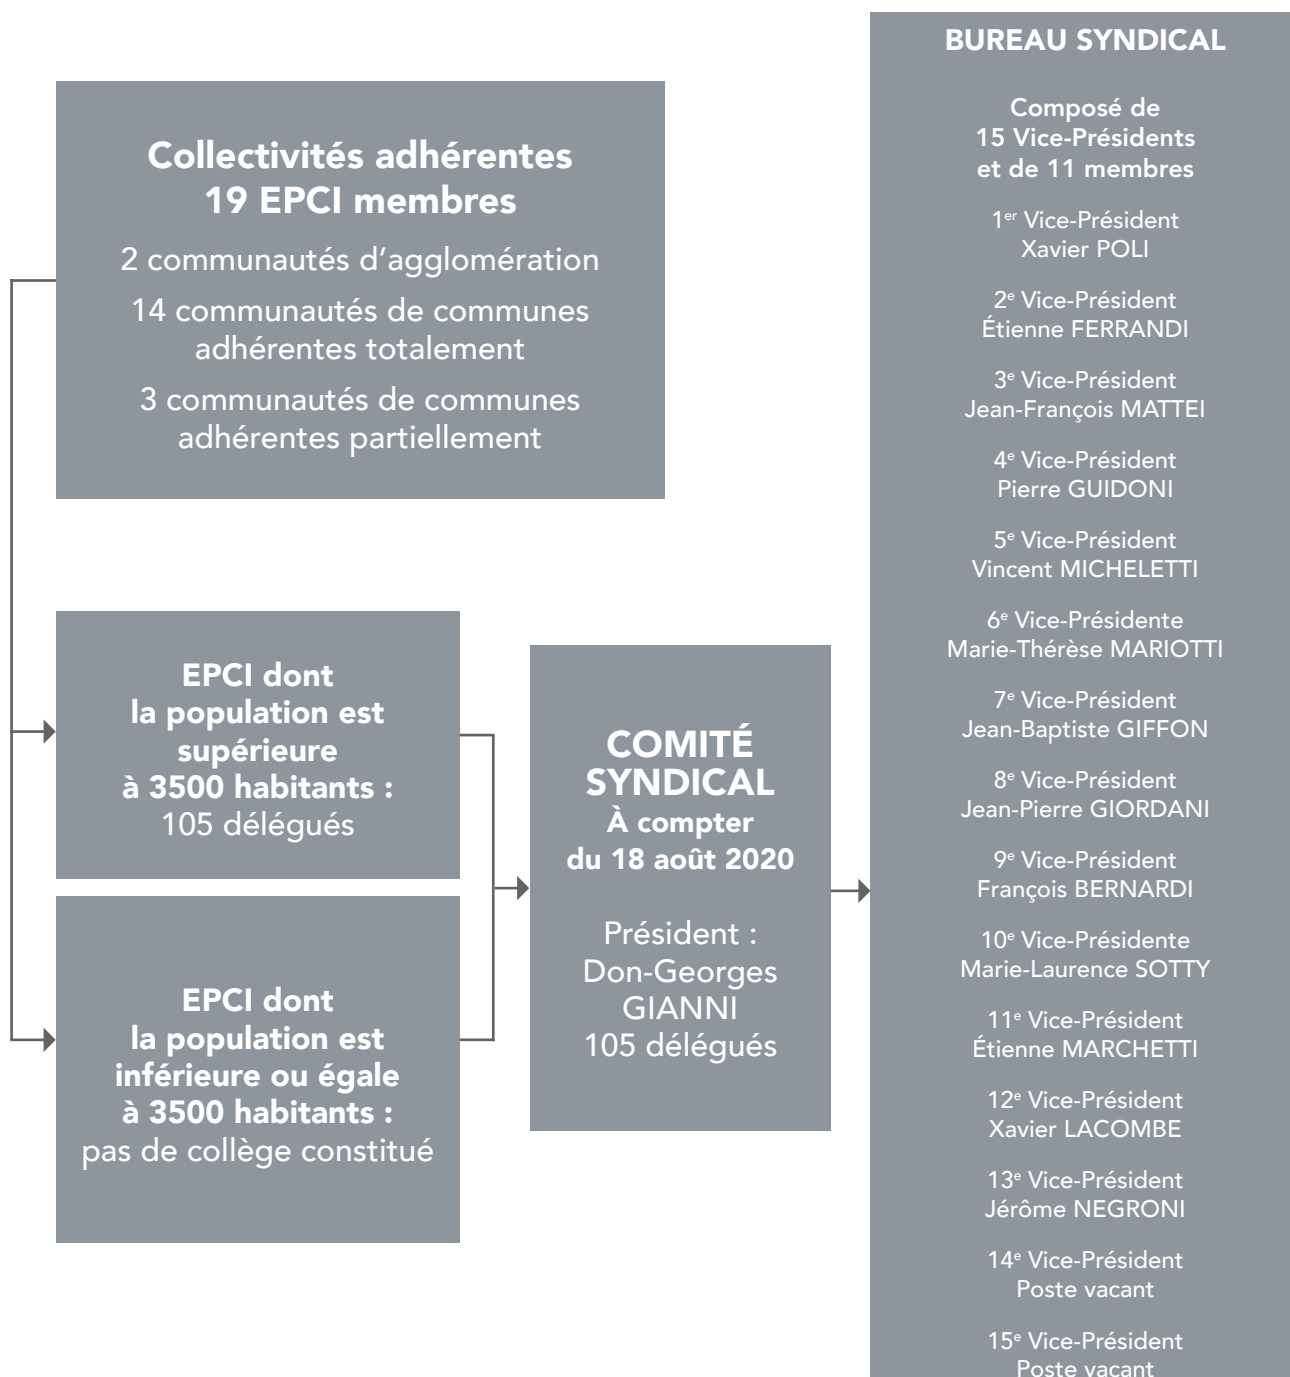 Collectivités adhérentes
19 EPCI membres
2 communautés d’agglomération
14 communautés de communes
adhérentes totalement
3 communautés de communes
adhérentes partiellement
EPCI dont
la population est
supérieure
à 3500 habitants :
105 délégués
EPCI dont
la population est
inférieure ou égale
à 3500 habitants :
pas de collège constitué
COMITÉ
SYNDICAL
À compter
du 18 août 2020
Président :
Don-Georges
GIANNI
105 délégués
BUREAU SYNDICAL
Composé de
15 Vice-Présidents
et de 11 membres
1er Vice-Président
Xavier POLI
2e Vice-Président
Étienne FERRANDI
3e Vice-Président
Jean-François MATTEI
4e Vice-Président
Pierre GUIDONI
5e Vice-Président
Vincent MICHELETTI
6e Vice-Présidente
Marie-Thérèse MARIOTTI
7e Vice-Président
Jean-Baptiste GIFFON
8e Vice-Président
Jean-Pierre GIORDANI
9e Vice-Président
François BERNARDI
10e Vice-Présidente
Marie-Laurence SOTTY
11e Vice-Président
Étienne MARCHETTI
12e Vice-Président
Xavier LACOMBE
13e Vice-Président
Jérôme NEGRONI
14e Vice-Président
Poste vacant
15e Vice-Président
Poste vacant